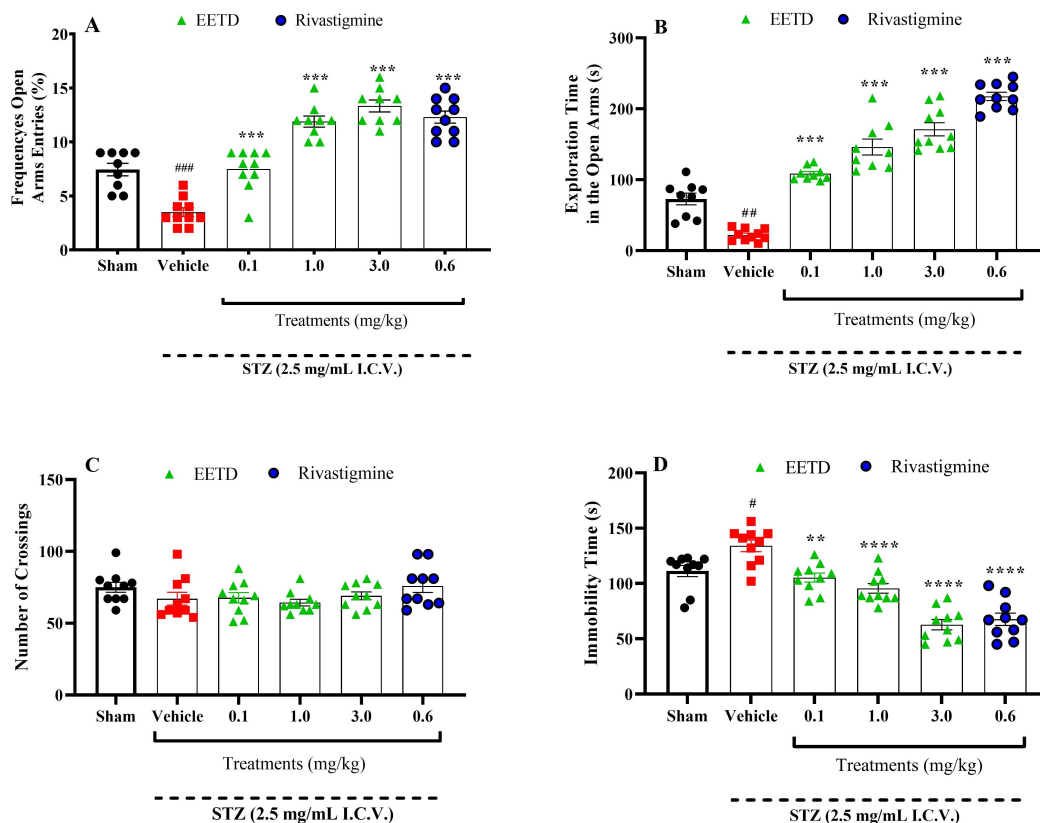 A
EETD Rivastigmine
Frequencyes Open
Arms Entries (%)
20
15
10
5
0
###
***
***
***
***
Sham Vehicle 0.1 1.0 3.0 0.6
Treatments (mg/kg)
STZ (2.5 mg/mL I.C.V.)
B
EETD Rivastigmine
Exploration Time
in the Open Arms (s)
300
200
100
0
##
***
***
***
***
Sham Vehicle 0.1 1.0 3.0 0.6
Treatments (mg/kg)
STZ (2.5 mg/mL I.C.V.)
C
EETD Rivastigmine
Number of Crossings
150
100
50
0
Sham Vehicle 0.1 1.0 3.0 0.6
Treatments (mg/kg)
STZ (2.5 mg/mL I.C.V.)
D
EETD Rivastigmine
Immobility Time (s)
200
150
100
50
0
#
**
****
****
****
Sham Vehicle 0.1 1.0 3.0 0.6
Treatments (mg/kg)
STZ (2.5 mg/mL I.C.V.)